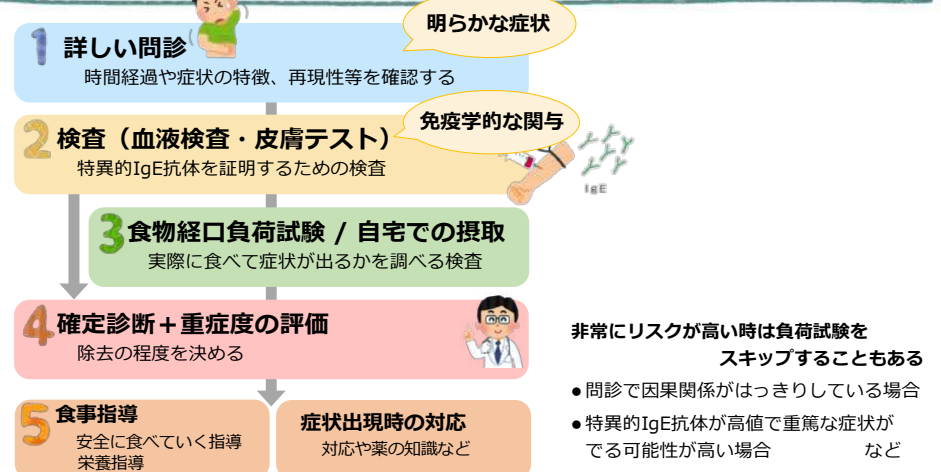 明らかな症状
1 詳しい問診
時間経過や症状の特徴、再現性等を確認する
免疫学的な関与
2 検査（血液検査・皮膚テスト）
特異的IgE抗体を証明するための検査
IgE
3 食物経口負荷試験 / 自宅での摂取
実際に食べて症状が出るかを調べる検査
4 確定診断＋重症度の評価
除去の程度を決める
5 食事指導
安全に食べていく指導
栄養指導
症状出現時の対応
対応や薬の知識など
非常にリスクが高い時は負荷試験を
スキップすることもある
●問診で因果関係がはっきりしている場合
●特異的IgE抗体が高値で重篤な症状が
でる可能性が高い場合 など